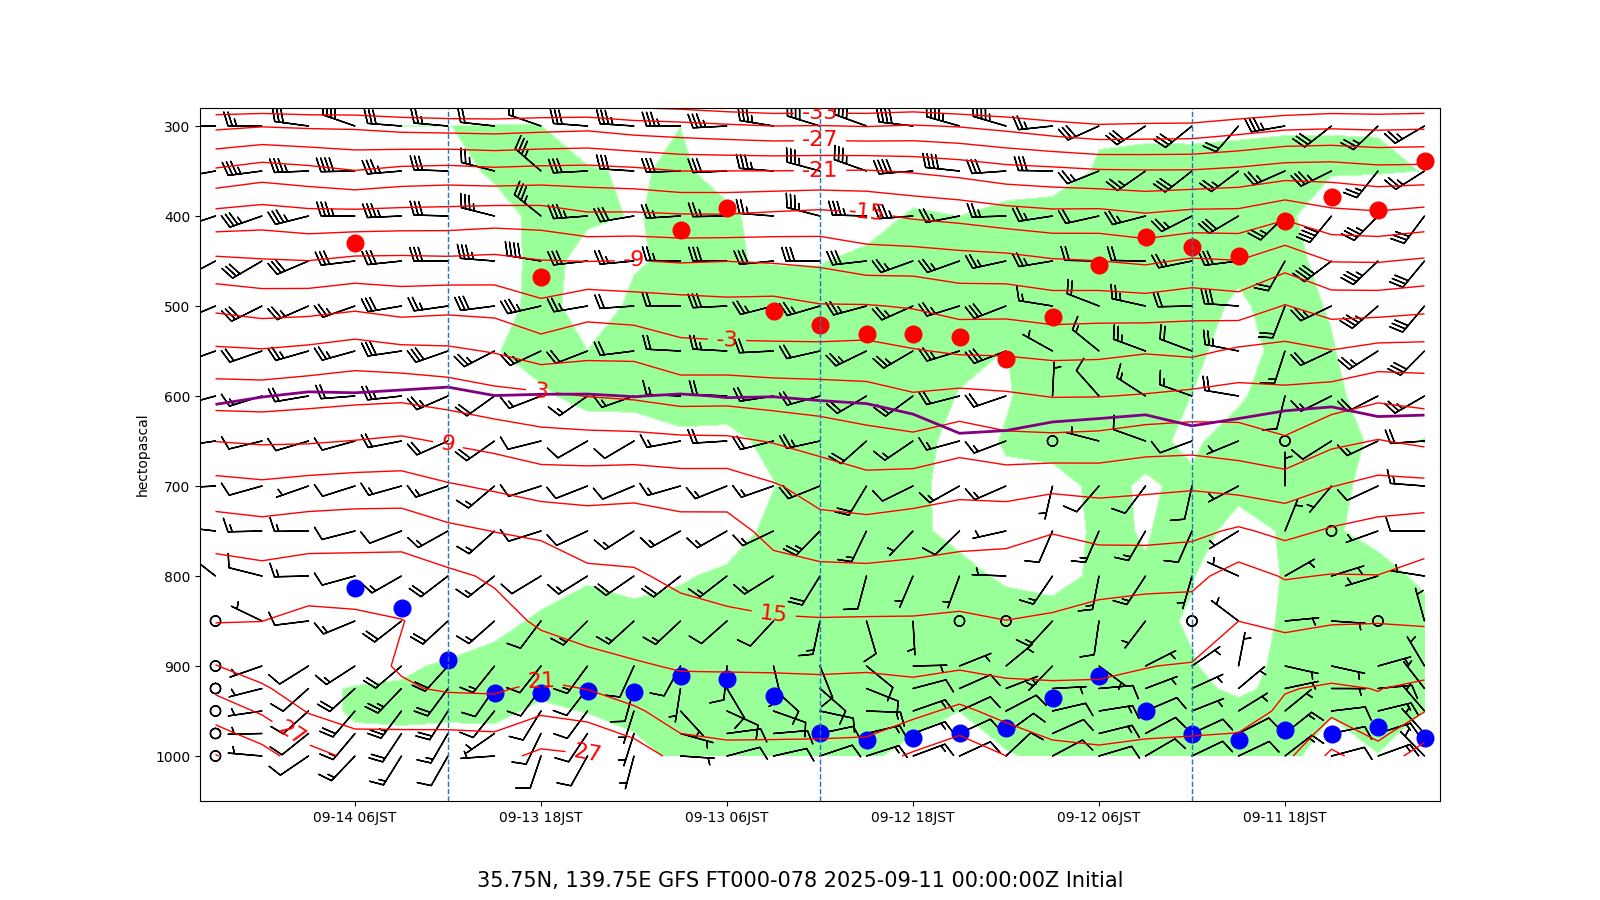 -33
300
-27
-21
400
-15
-9
500
-3
3
600
9
hectopascal
700
800
15
900
21
27
27
1000
09-14 06JST
09-13 18JST
09-13 06JST
09-12 18JST
09-12 06JST
09-11 18JST
35.75N, 139.75E GFS FT000-078 2025-09-11 00:00:00Z Initial